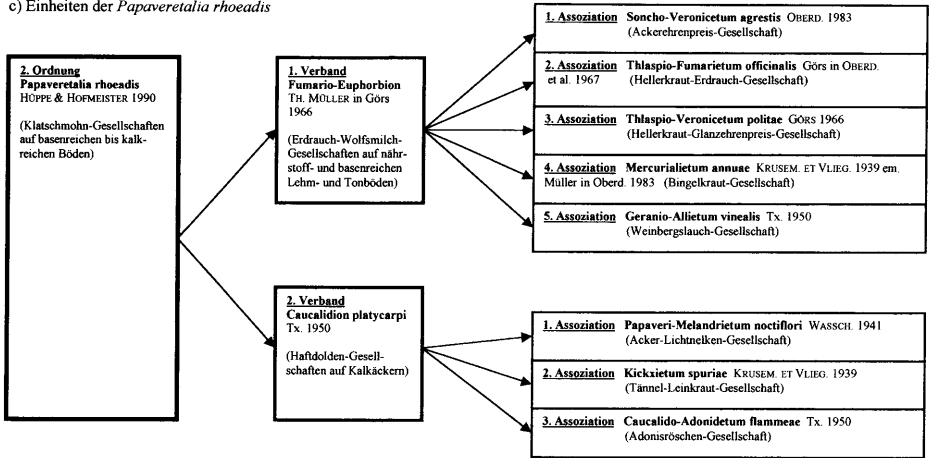 c) Einheiten der Papaveretalia rhoeadis
2. Ordnung
Papaveretalia rhoeadis
HÜPPE & HOFMEISTER 1990
(Klatschmohn-Gesellschaften
auf basenreichen bis kalk-
reichen Böden)
1. Verband
Fumario-Euphorbion
TH. MÜLLER in Görs
1966
(Erdrauch-Wolfsmilch-
Gesellschaften auf nähr-
stoff- und basenreichen
Lehm- und Tonböden)
1. Assoziation Soncho-Veronicetum agrestis OBERD. 1983
(Ackerehrenpreis-Gesellschaft)
2. Assoziation Thlaspio-Fumarietum officinalis Görs in OBERD.
et al. 1967 (Hellerkraut-Erdrauch-Gesellschaft)
3. Assoziation Thlaspio-Veronicetum politae GÖRS 1966
(Hellerkraut-Glanzehrenpreis-Gesellschaft)
4. Assoziation Mercurialietum annuae KRUSEM. ET VLIEG. 1939 em.
Müller in Oberd. 1983 (Bingelkraut-Gesellschaft)
5. Assoziation Geranio-Allietum vinealis Tx. 1950
(Weinbergslauch-Gesellschaft)
2. Verband
Caucalidion platycarpi
Tx. 1950
(Haftdolden-Gesell-
schaften auf Kalkäckern)
1. Assoziation Papaveri-Melandrietum noctiflori WASSCH. 1941
(Acker-Lichtnelken-Gesellschaft)
2. Assoziation Kickxietum spuriae KRUSEM. ET VLIEG. 1939
(Tännel-Leinkraut-Gesellschaft)
3. Assoziation Caucalido-Adonidetum flammeae Tx. 1950
(Adonisröschen-Gesellschaft)